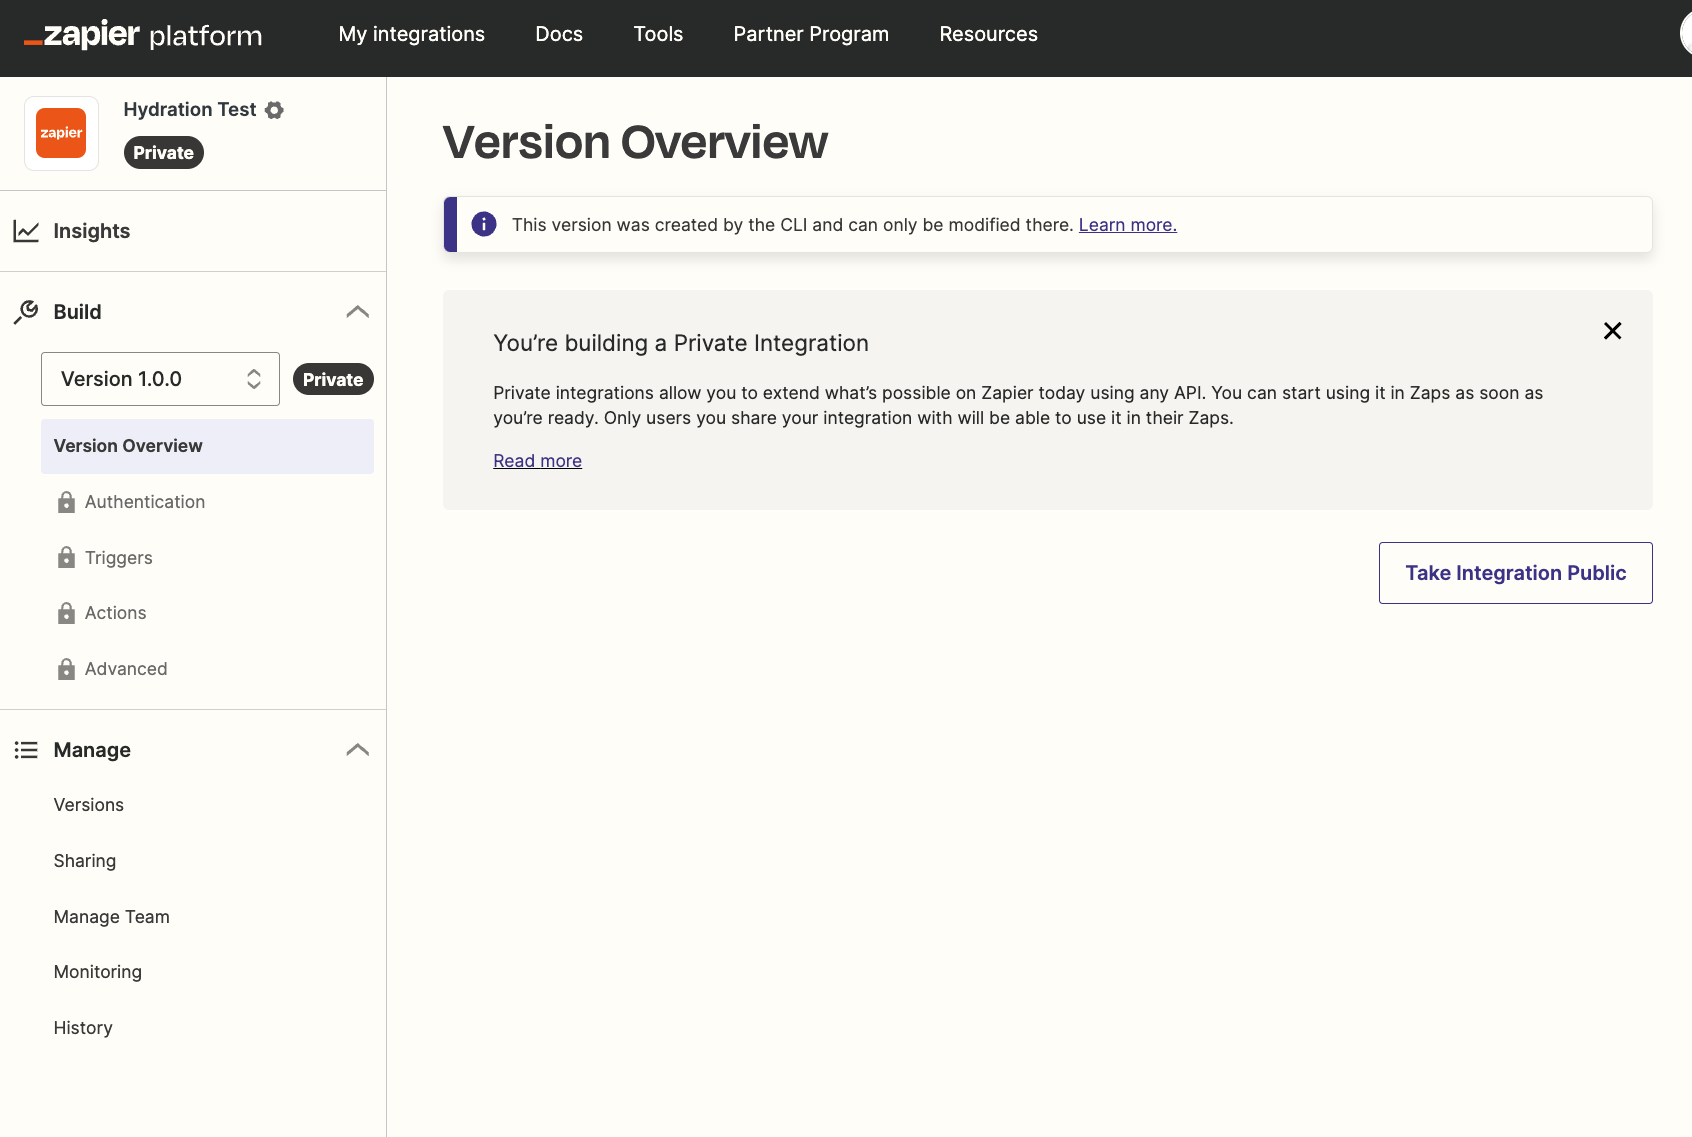 zapier platform
My integrations
Docs
Tools
Partner Program
Resources
zapier
Hydration Test
Private
Insights
Build
Version 1.0.0
Private
Version Overview
Authentication
Triggers
Actions
Advanced
Manage
Versions
Sharing
Manage Team
Monitoring
History
Version Overview
This version was created by the CLI and can only be modified there. Learn more.
You’re building a Private Integration
Private integrations allow you to extend what’s possible on Zapier today using any API. You can start using it in Zaps as soon as
you’re ready. Only users you share your integration with will be able to use it in their Zaps.
Read more
Take Integration Public